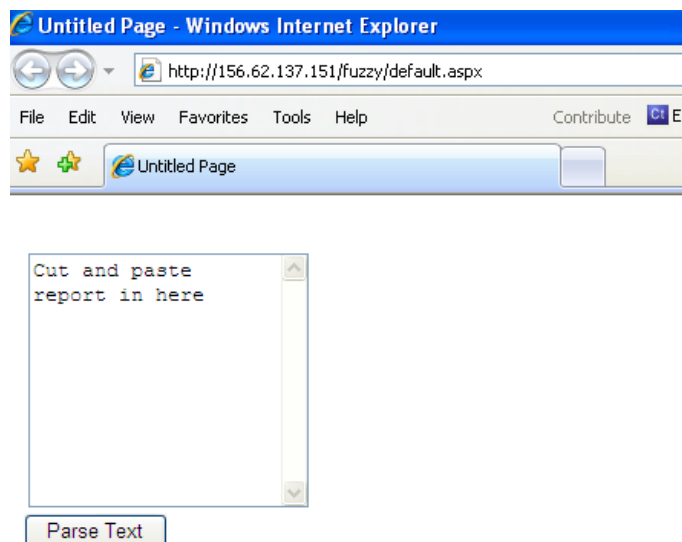 Untitled Page - Windows Internet Explorer
http://156.62.137.151/fuzzy/default.aspx
File Edit View Favorites Tools Help Contribute Ct E
Untitled Page
Cut and paste
report in here
Parse Text